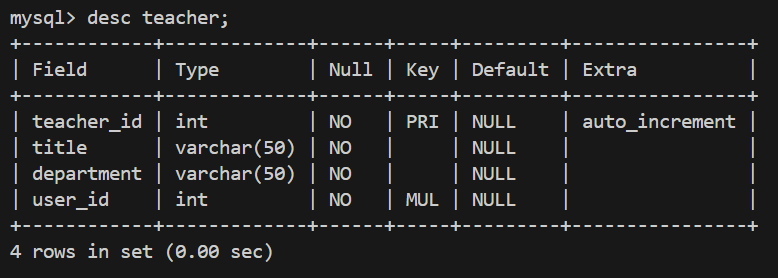 mysql> desc teacher;
+------------+-------------+------+-----+---------+----------------+
| Field      | Type        | Null | Key | Default | Extra          |
+------------+-------------+------+-----+---------+----------------+
| teacher_id | int         | NO   | PRI | NULL    | auto_increment |
| title      | varchar(50) | NO   |     | NULL    |                |
| department | varchar(50) | NO   |     | NULL    |                |
| user_id    | int         | NO   | MUL | NULL    |                |
+------------+-------------+------+-----+---------+----------------+
4 rows in set (0.00 sec)